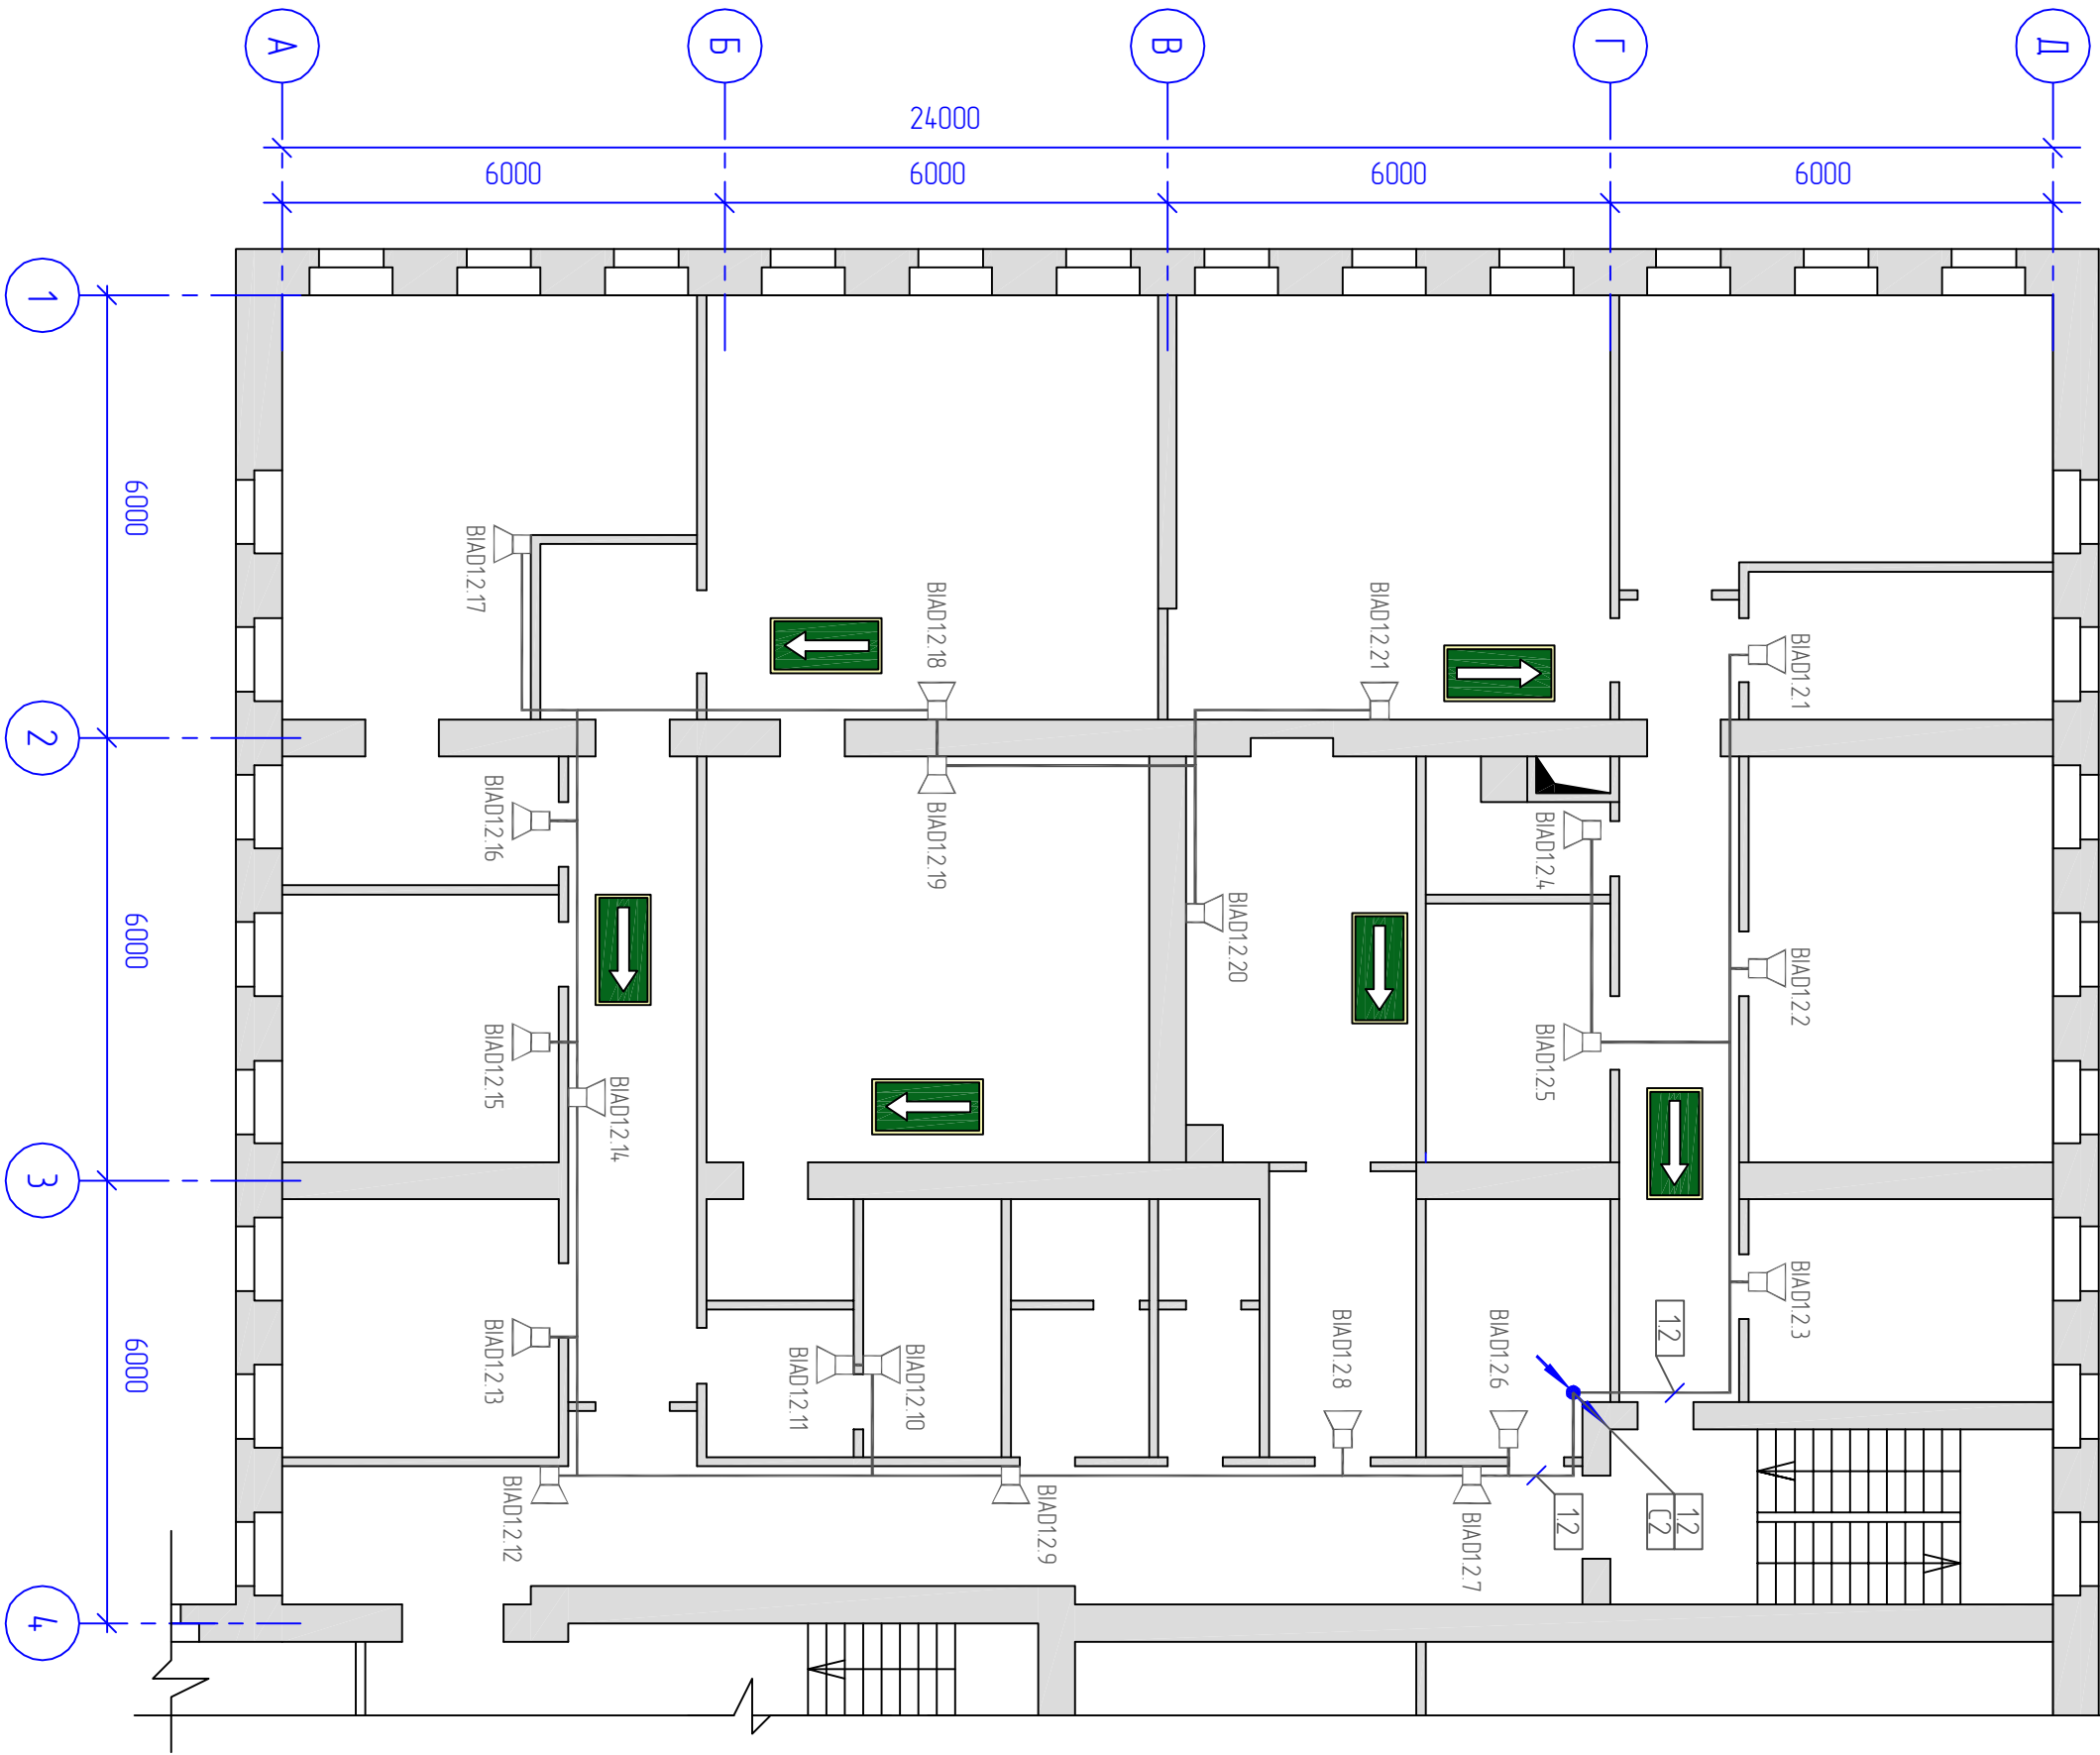 А
Б
В
Г
Д
24000
6000
6000
6000
6000
1
2
3
4
6000
6000
6000
BIAD1.2.17
BIAD1.2.18
BIAD1.2.21
BIAD1.2.1
BIAD1.2.16
BIAD1.2.19
BIAD1.2.20
BIAD1.2.4
BIAD1.2.2
BIAD1.2.15
BIAD1.2.14
BIAD1.2.5
BIAD1.2.3
BIAD1.2.13
BIAD1.2.11
BIAD1.2.10
BIAD1.2.8
BIAD1.2.6
1.2
BIAD1.2.12
BIAD1.2.9
BIAD1.2.7
1.2
1.2
C2